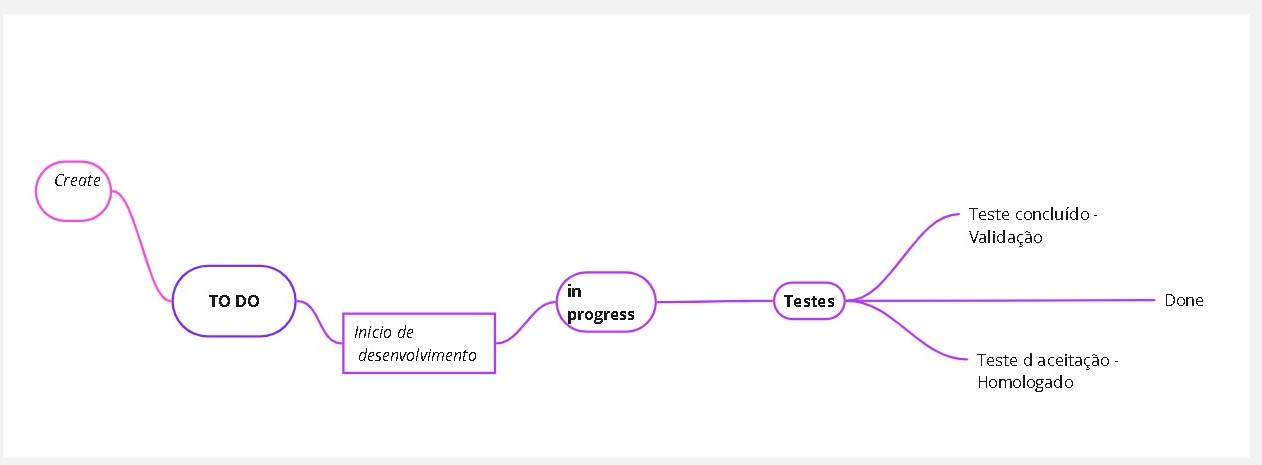 Create
TO DO
Inicio de
desenvolvimento
in
progress
Testes
Teste concluído -
Validação
Done
Teste d aceitação -
Homologado